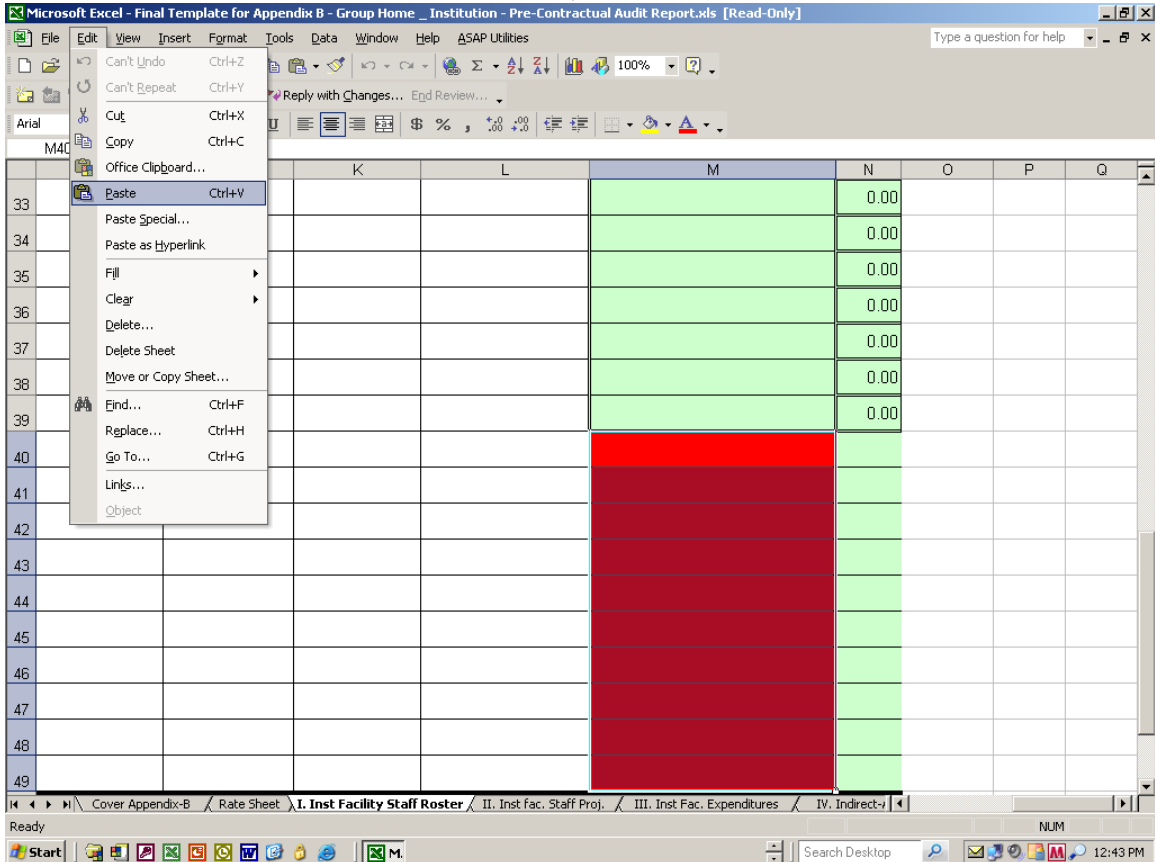 Microsoft Excel - Final Template for Appendix B - Group Home _ Institution - Pre-Contractual Audit Report.xls [Read-Only]
File Edit View Insert Format Tools Data Window Help ASAP Utilities Type a question for help
Can't Undo Ctrl+Z
100%
Can't Repeat Ctrl+Y
Reply with Changes... End Review...
Cut Ctrl+X
Arial U $ % ,
Copy Ctrl+C
M40
Office Clipboard...
K L M N O P Q
Paste Ctrl+V
33 0.00
Paste Special...
34 0.00
Paste as Hyperlink
35 0.00
Fill
Clear
36 0.00
Delete...
37 0.00
Delete Sheet
Move or Copy Sheet...
38 0.00
Find... Ctrl+F
39 0.00
Replace... Ctrl+H
40
Go To... Ctrl+G
Links...
41
Object
42
43
44
45
46
47
48
49
Cover Appendix-B Rate Sheet I. Inst Facility Staff Roster II. Inst fac. Staff Proj. III. Inst Fac. Expenditures IV. Indirect-
Ready NUM
Start M. Search Desktop 12:43 PM